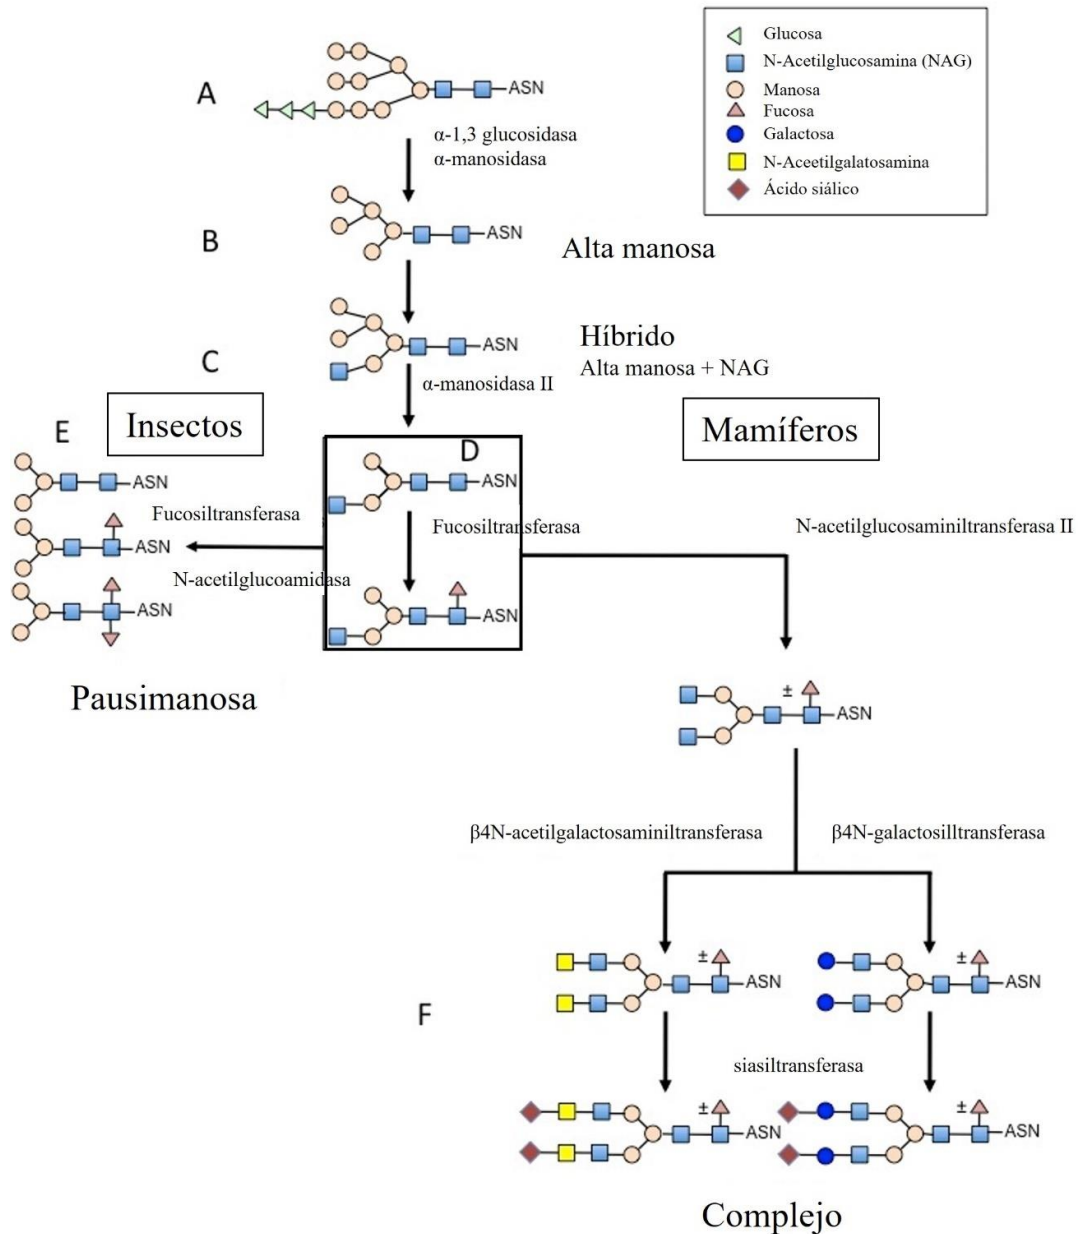 Glucosa
N-Acetilglucosamina (NAG)
Manosa
Fucosa
Galactosa
N-Aceetilgalatosamina
Ácido siálico
A
ASN
α-1,3 glucosidasa
α-manosidasa
B
ASN
Alta manosa
C
ASN
Híbrido
Alta manosa + NAG
α-manosidasa II
Insectos
Mamíferos
E
ASN
ASN
ASN
Fucosiltransferasa
N-acetilglucoamidasa
Pausimanosa
D
ASN
Fucosiltransferasa
ASN
N-acetilglucosaminiltransferasa II
±
ASN
β4N-acetilgalactosaminiltransferasa
β4N-galactosilltransferasa
F
±
ASN
±
ASN
siasiltransferasa
±
ASN
±
ASN
Complejo